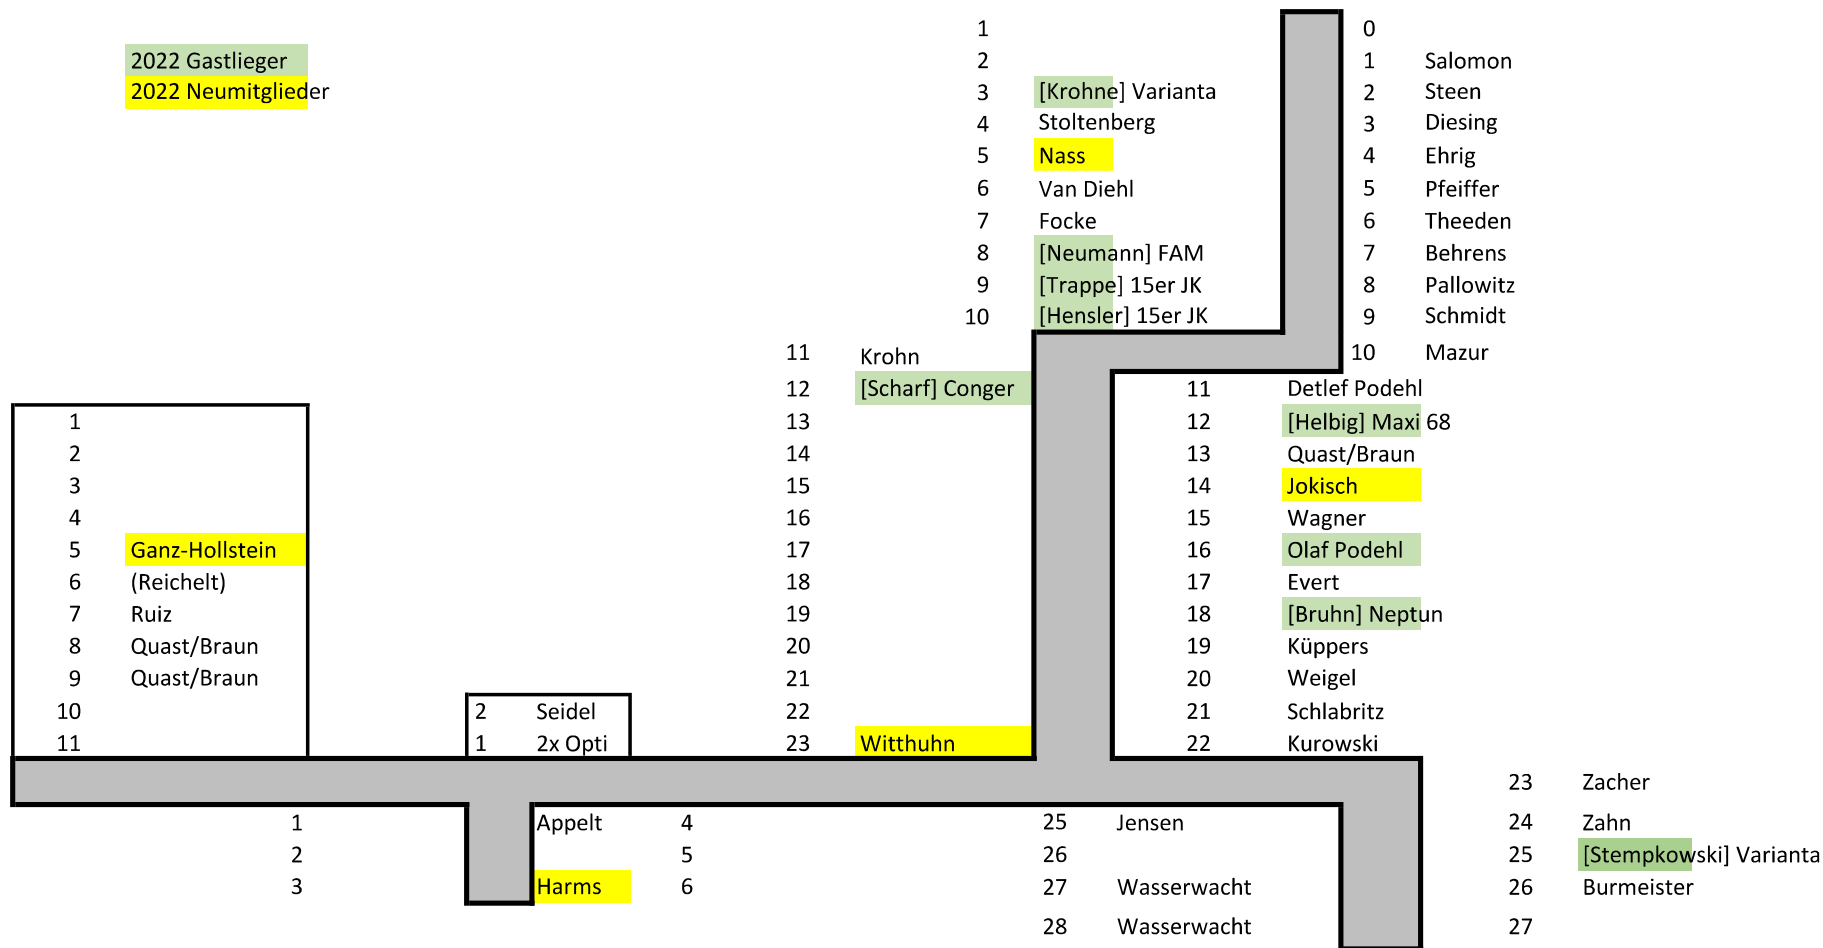 2022 Gastlieger
2022 Neumitglieder
1
2
3 [Krohne] Varianta
4 Stoltenberg
5 Nass
6 Van Diehl
7 Focke
8 [Neumann] FAM
9 [Trappe] 15er JK
10 [Hensler] 15er JK
0
1 Salomon
2 Steen
3 Diesing
4 Ehrig
5 Pfeiffer
6 Theeden
7 Behrens
8 Pallowitz
9 Schmidt
10 Mazur
11 Krohn
12 [Scharf] Conger
13
14
15
16
17
18
19
20
21
22
23 Witthuhn
11 Detlef Podehl
12 [Helbig] Maxi 68
13 Quast/Braun
14 Jokisch
15 Wagner
16 Olaf Podehl
17 Evert
18 [Bruhn] Neptun
19 Küppers
20 Weigel
21 Schlabritz
22 Kurowski
1
2
3
4
5 Ganz-Hollstein
6 (Reichelt)
7 Ruiz
8 Quast/Braun
9 Quast/Braun
10
11
2 Seidel
1 2x Opti
1
2
3
Appelt 4
5
Harms 6
25 Jensen
26
27 Wasserwacht
28 Wasserwacht
23 Zacher
24 Zahn
25 [Stempkowski] Varianta
26 Burmeister
27